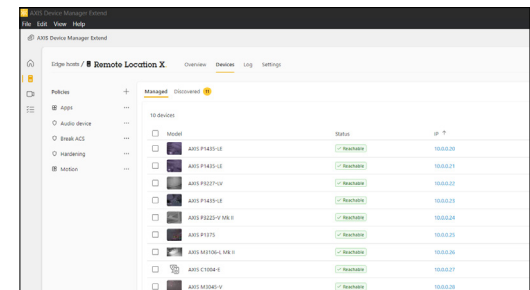 AXIS Device Manager Extend
File Edit View Help
AXIS Device Manager Extend
Edge hosts / Remote Location X
Overview Devices Log Settings
Policies +
Managed Discovered 11
Apps ...
Audio device ...
Break ACS ...
Hardening ...
Motion ...
10 devices
Model Status IP ↑
AXIS P1435-LE Reachable 10.0.0.20
AXIS P1435-LE Reachable 10.0.0.21
AXIS P3227-LV Reachable 10.0.0.22
AXIS P1435-LE Reachable 10.0.0.23
AXIS P3225-V Mk II Reachable 10.0.0.24
AXIS P1375 Reachable 10.0.0.25
AXIS M3106-L Mk II Reachable 10.0.0.26
AXIS C1004-E Reachable 10.0.0.27
AXIS M3045-V Reachable 10.0.0.28